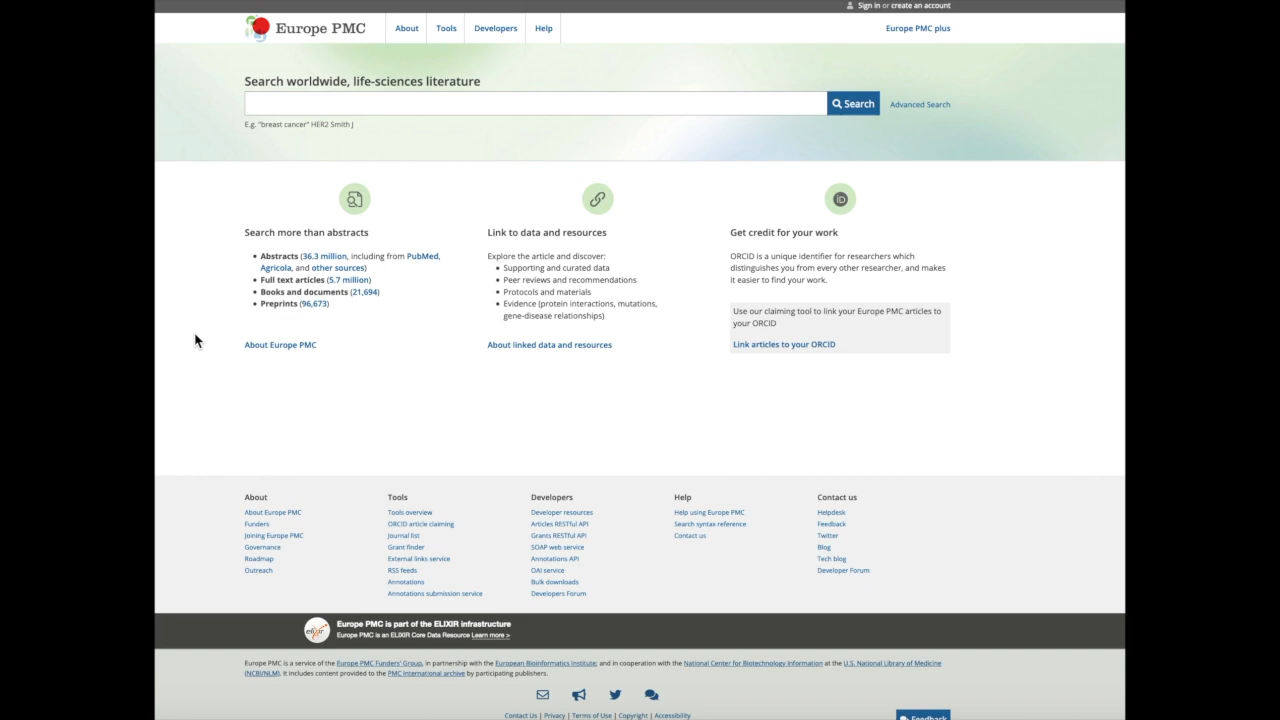 Sign in or create an account
Europe PMC
About
Tools
Developers
Help
Europe PMC plus
Search worldwide, life-sciences literature
Search
Advanced Search
E.g. "breast cancer" HER2 Smith J
Search more than abstracts
Abstracts (36.3 million, including from PubMed,
Agricola, and other sources)
Full text articles (5.7 million)
Books and documents (21,694)
Preprints (96,673)
About Europe PMC
Link to data and resources
Explore the article and discover:
Supporting and curated data
Peer reviews and recommendations
Protocols and materials
Evidence (protein interactions, mutations,
gene-disease relationships)
About linked data and resources
iD
Get credit for your work
ORCID is a unique identifier for researchers which
distinguishes you from every other researcher, and makes
it easier to find your work.
Use our claiming tool to link your Europe PMC articles to
your ORCID
Link articles to your ORCID
About
About Europe PMC
Funders
Joining Europe PMC
Governance
Roadmap
Outreach
Tools
Tools overview
ORCID article claiming
Journal list
Grant finder
External links service
RSS feeds
Annotations
Annotations submission service
Developers
Developer resources
Articles RESTful API
Grants RESTful API
SOAP web service
Annotations API
OAI service
Bulk downloads
Developers Forum
Help
Help using Europe PMC
Search syntax reference
Contact us
Contact us
Helpdesk
Feedback
Twitter
Blog
Tech blog
Developer Forum
elixir
Europe PMC is part of the ELIXIR infrastructure
Europe PMC is an ELIXIR Core Data Resource Learn more >
Europe PMC is a service of the Europe PMC Funders' Group, in partnership with the European Bioinformatics Institute; and in cooperation with the National Center for Biotechnology Information at the U.S. National Library of Medicine
(NCBI/NLM). It includes content provided to the PMC International archive by participating publishers.
Contact Us | Privacy | Terms of Use | Copyright | Accessibility
Feedback